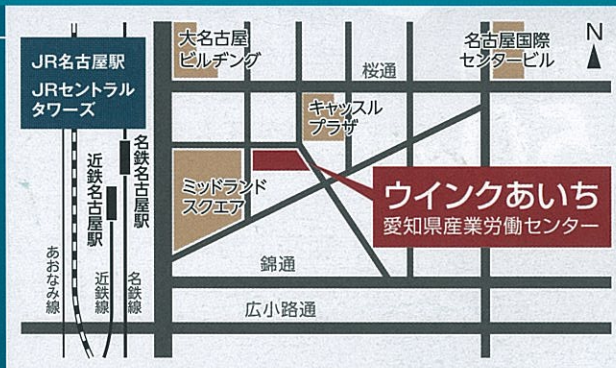 JR名古屋駅
JRセントラル
タワーズ
大名古屋
ビルヂング
名古屋国際
センタービル
N
桜通
キャッスル
プラザ
名鉄名古屋駅
近鉄名古屋駅
ミッドランド
スクエア
ウインクあいち
愛知県産業労働センター
錦通
広小路通
あおなみ線
近鉄線
名鉄線